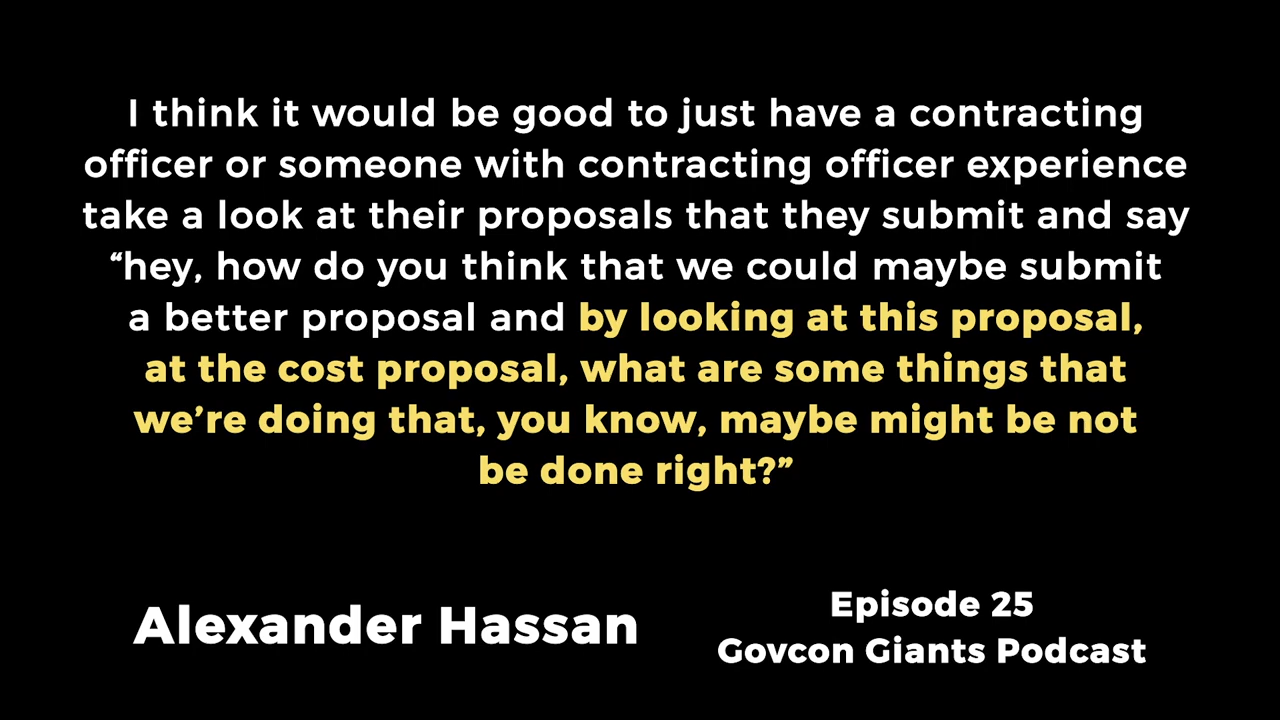 I think it would be good to just have a contracting
officer or someone with contracting officer experience
take a look at their proposals that they submit and say
“hey, how do you think that we could maybe submit
a better proposal and by looking at this proposal,
at the cost proposal, what are some things that
we’re doing that, you know, maybe might be not
be done right?”
Alexander Hassan
Episode 25
Govcon Giants Podcast